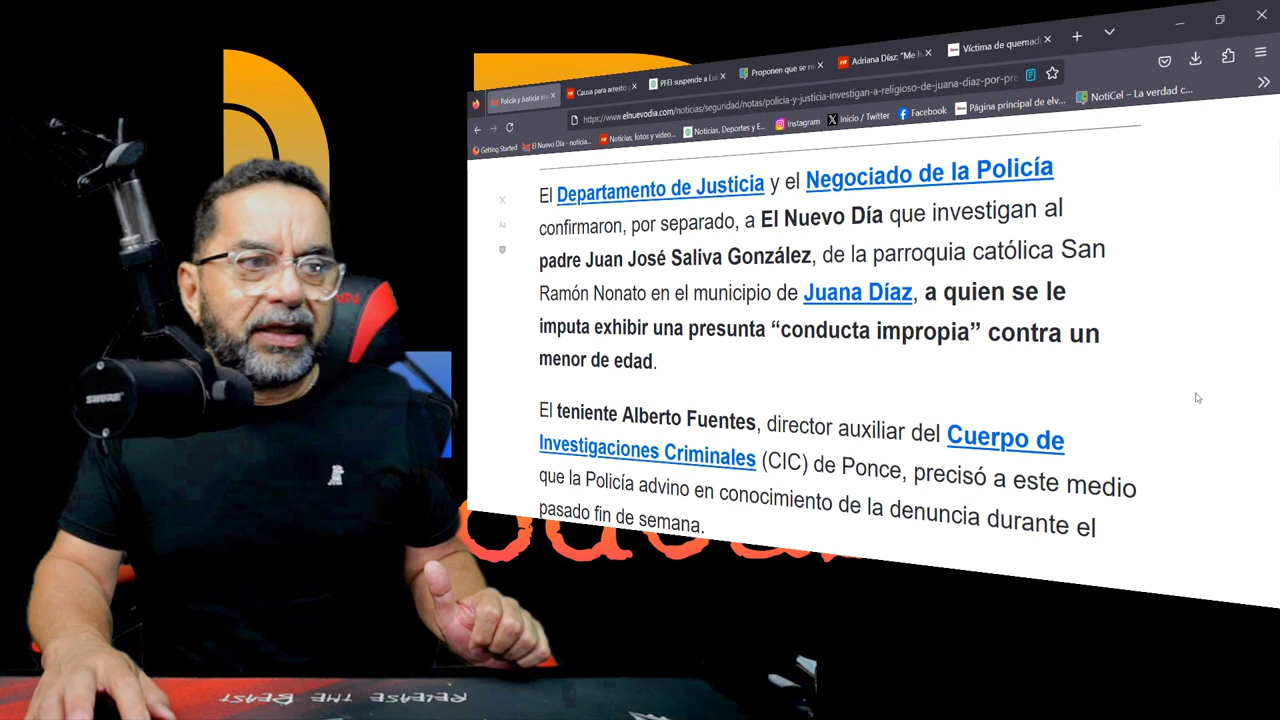 Policía y Justicia inv
Causa para arresto p
PFEI suspende a Lui
Proponen que se re
Adriana Díaz: "Me h
Víctima de quemad
https://www.elnuevodia.com/noticias/seguridad/notas/policia-y-justicia-investigan-a-religioso-de-juana-diaz-por-pre
Getting Started
El Nuevo Día - noticia...
Noticias, fotos y video...
Noticias, Deportes y E...
Instagram
Inicio / Twitter
Facebook
Página principal de elv...
NotiCel – La verdad c...
El Departamento de Justicia y el Negociado de la Policía
confirmaron, por separado, a El Nuevo Día que investigan al
padre Juan José Saliva González, de la parroquia católica San
Ramón Nonato en el municipio de Juana Díaz, a quien se le
imputa exhibir una presunta “conducta impropia” contra un
menor de edad.
El teniente Alberto Fuentes, director auxiliar del Cuerpo de
Investigaciones Criminales (CIC) de Ponce, precisó a este medio
que la Policía advino en conocimiento de la denuncia durante el
pasado fin de semana.
SHURE
RELEASE THE BEAST